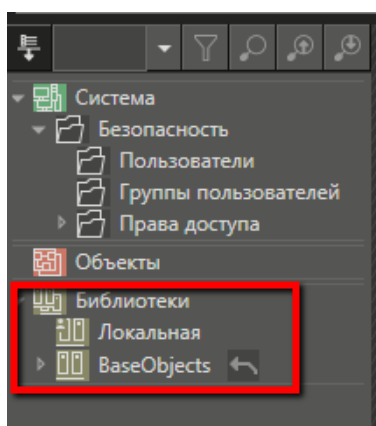 Система
Безопасность
Пользователи
Группы пользователей
Права доступа
Объекты
Библиотеки
Локальная
BaseObjects